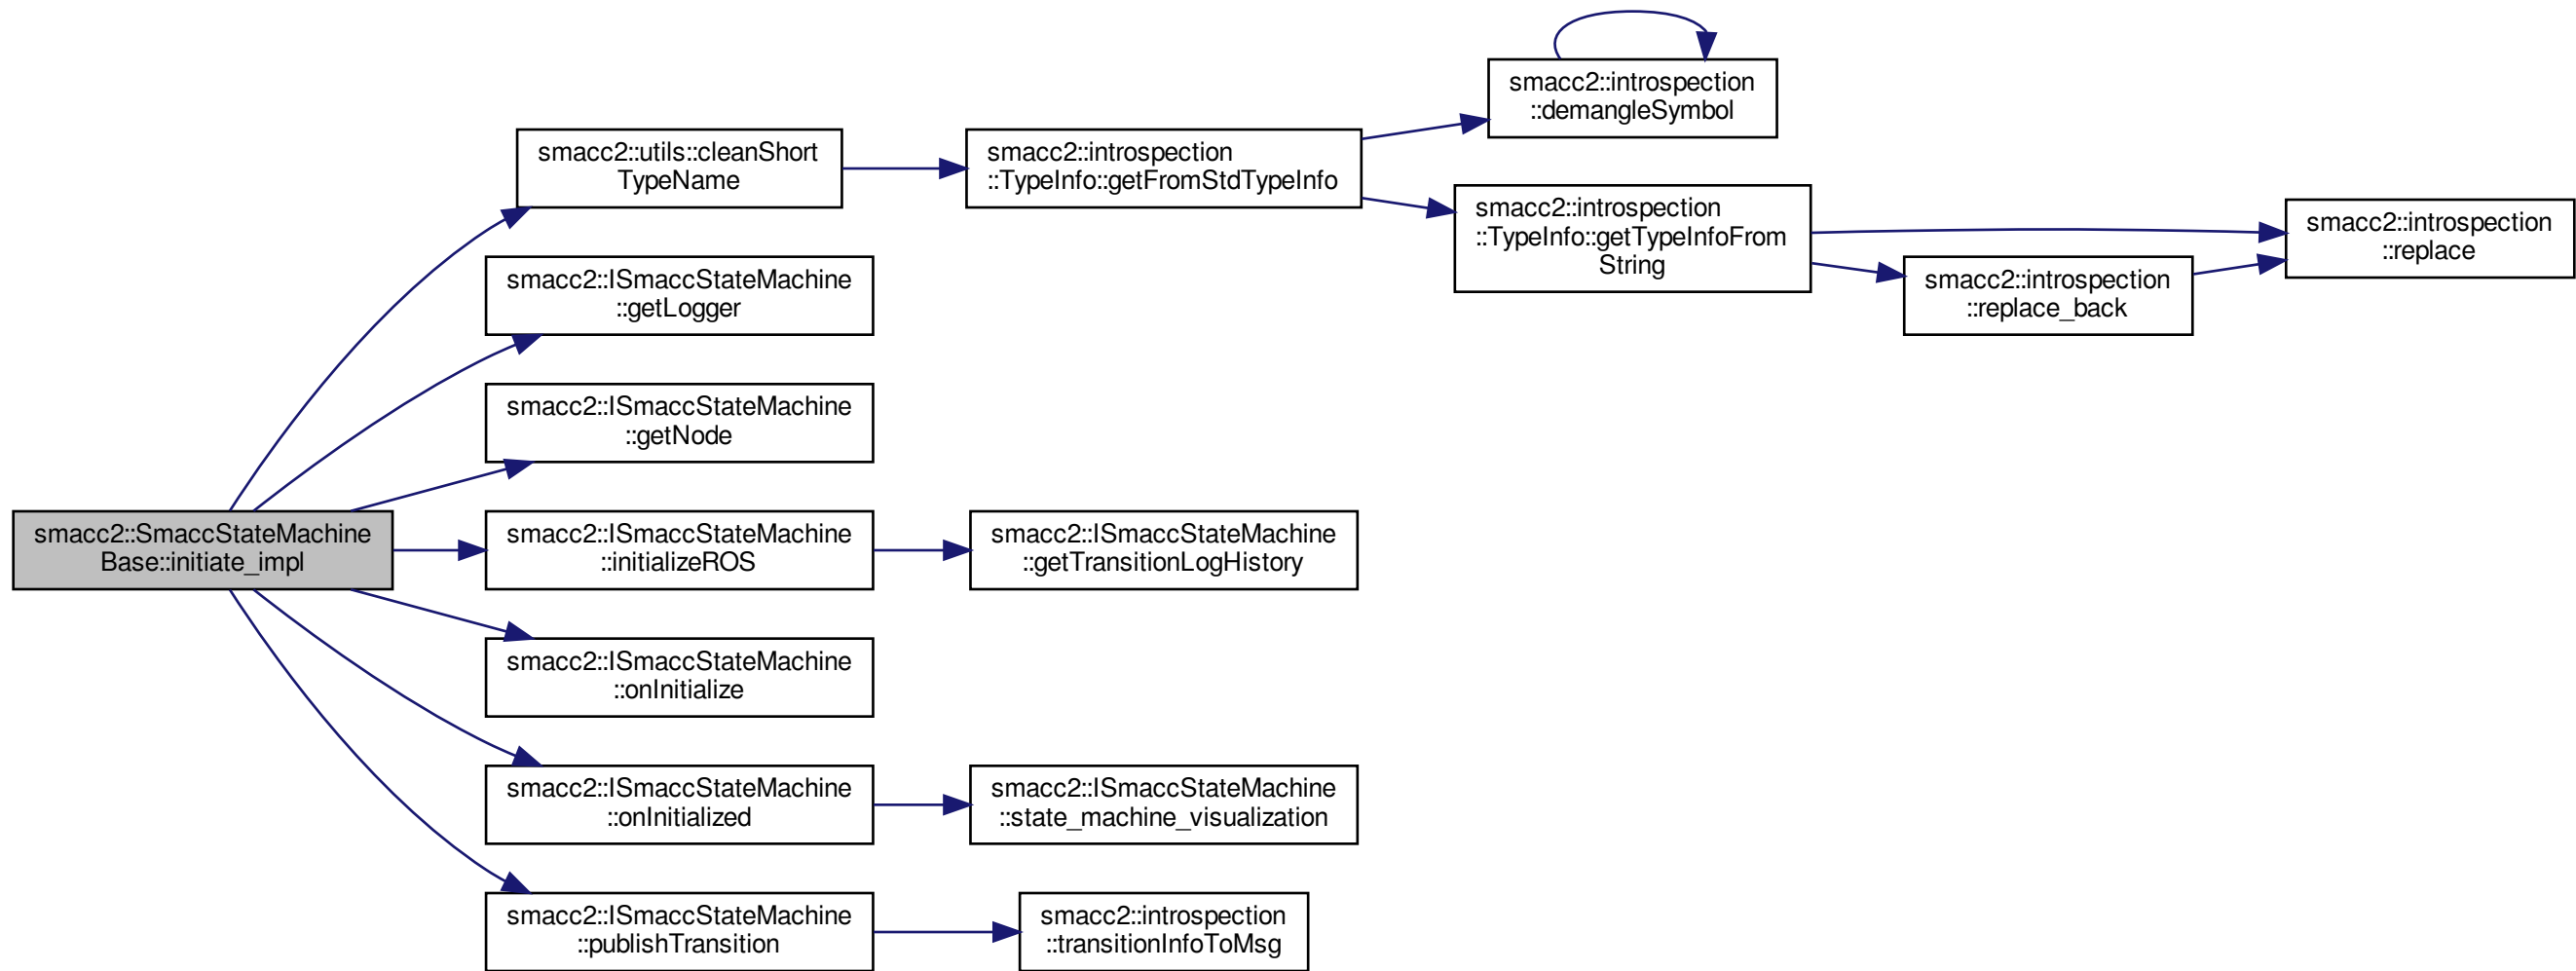 smacc2::introspection
::demangleSymbol
smacc2::utils::cleanShort
TypeName
smacc2::introspection
::TypeInfo::getFromStdTypeInfo
smacc2::introspection
::TypeInfo::getTypeInfoFrom
String
smacc2::introspection
::replace
smacc2::ISmaccStateMachine
::getLogger
smacc2::introspection
::replace_back
smacc2::ISmaccStateMachine
::getNode
smacc2::SmaccStateMachine
Base::initiate_impl
smacc2::ISmaccStateMachine
::initializeROS
smacc2::ISmaccStateMachine
::getTransitionLogHistory
smacc2::ISmaccStateMachine
::onInitialize
smacc2::ISmaccStateMachine
::onInitialized
smacc2::ISmaccStateMachine
::state_machine_visualization
smacc2::ISmaccStateMachine
::publishTransition
smacc2::introspection
::transitionInfoToMsg